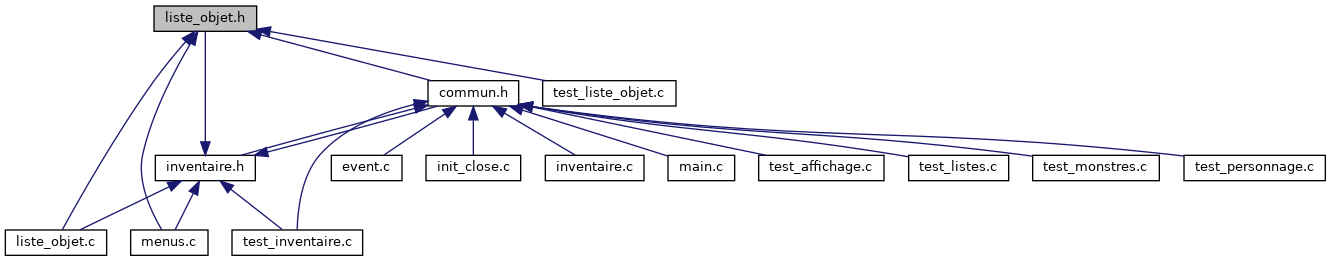 liste_objet.h
commun.h
test_liste_objet.c
inventaire.h
event.c
init_close.c
inventaire.c
main.c
test_affichage.c
test_listes.c
test_monstres.c
test_personnage.c
liste_objet.c
menus.c
test_inventaire.c